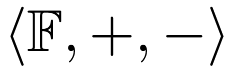 ⟨𝔽, +, −⟩